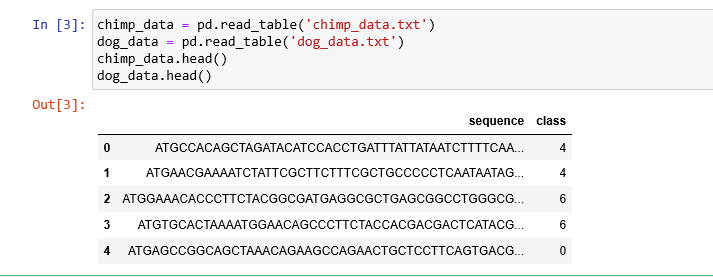 In [3]: chimp_data = pd.read_table('chimp_data.txt')
dog_data = pd.read_table('dog_data.txt')
chimp_data.head()
dog_data.head()
Out[3]:
sequence class
0 ATGCCACAGCTAGATACATCCACCTGATTTATTATAATCTTTTCAA... 4
1 ATGAACGAAAATCTATTCGCTTCTTTCGCTGCCCCCTCAATAATAG... 4
2 ATGGAAACACCCTTCTACGGCGATGAGGCGCTGAGCGGCCTGGGCG... 6
3 ATGTGCACTAAAATGGAACAGCCCTTCTACCACGACGACTCATACG... 6
4 ATGAGCCGGCAGCTAAACAGAAGCCAGAACTGCTCCTTCAGTGACG... 0